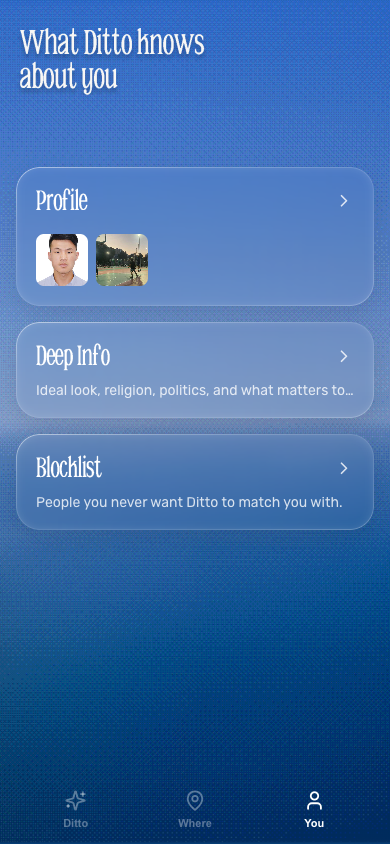 What Ditto knows
about you
Profile
Deep Info
Ideal look, religion, politics, and what matters to…
Blocklist
People you never want Ditto to match you with.
Ditto
Where
You